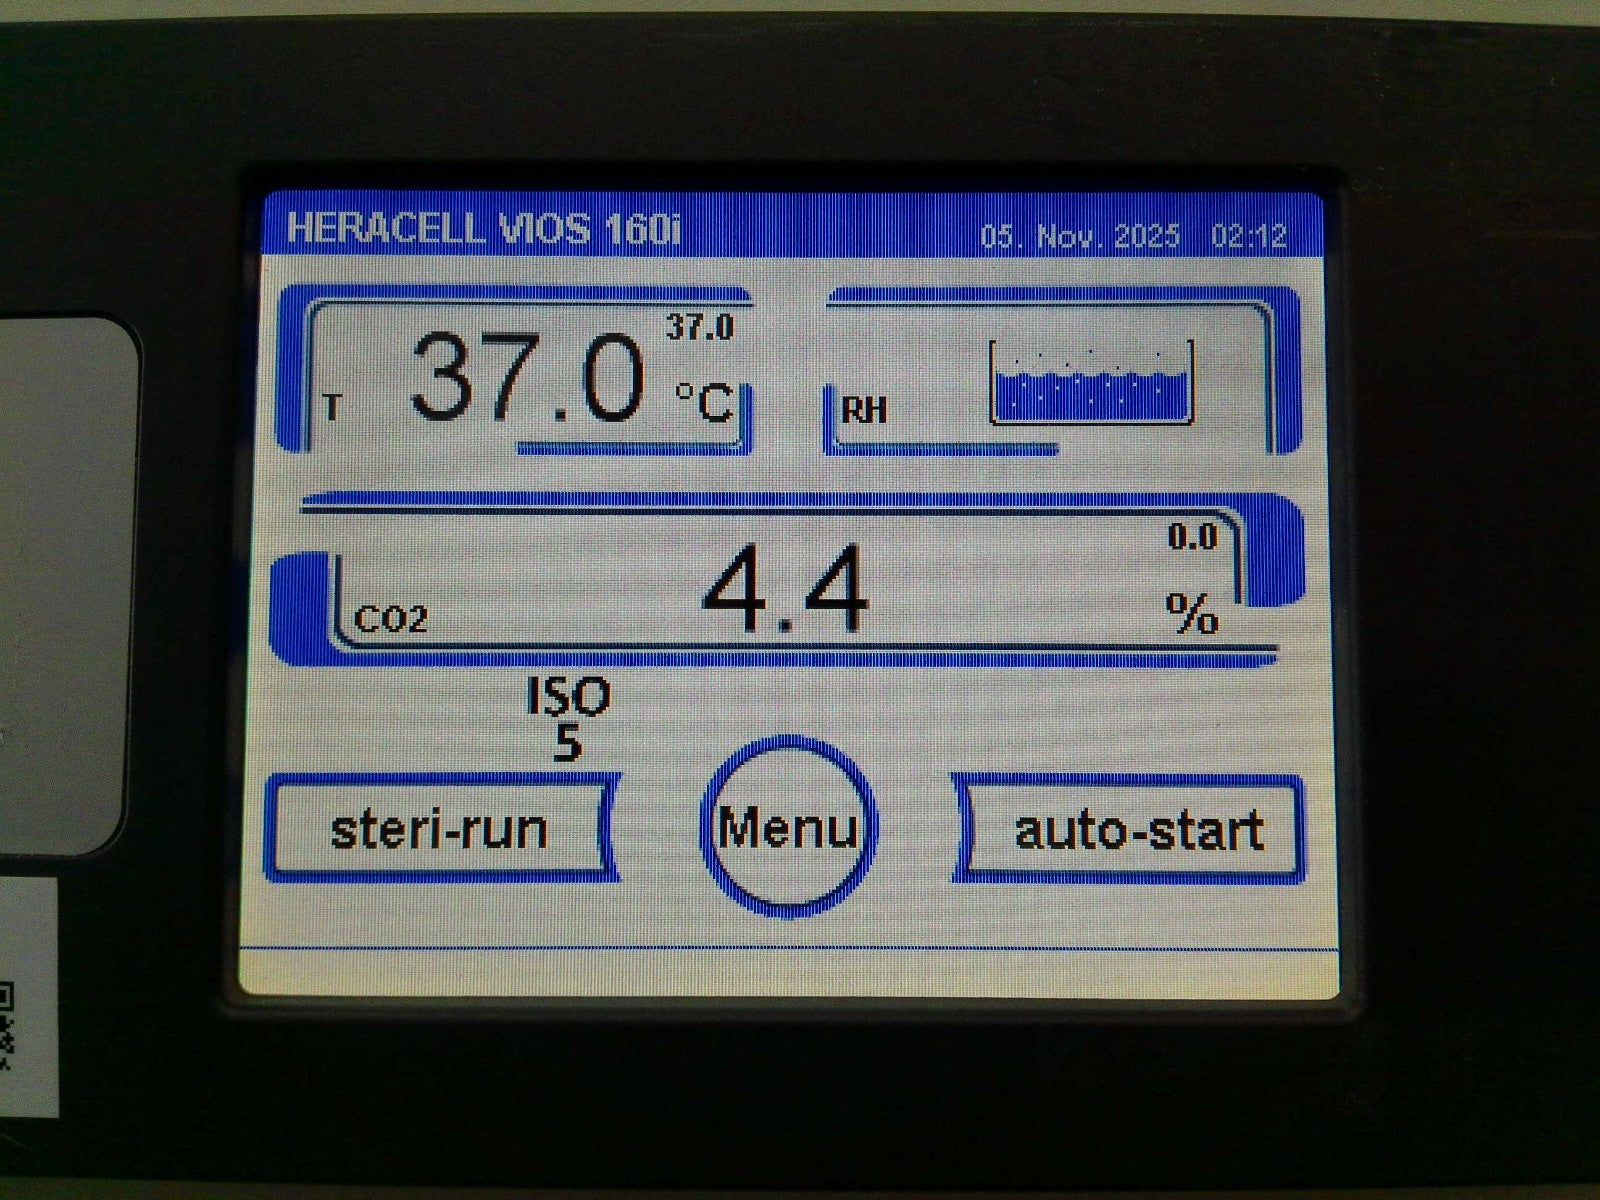 HERACELL VIOS 160i 05. Nov. 2025 02:12
37.0
T 37.0 °C RH
0.0
CO2 4.4 %
ISO
5
steri-run Menu auto-start